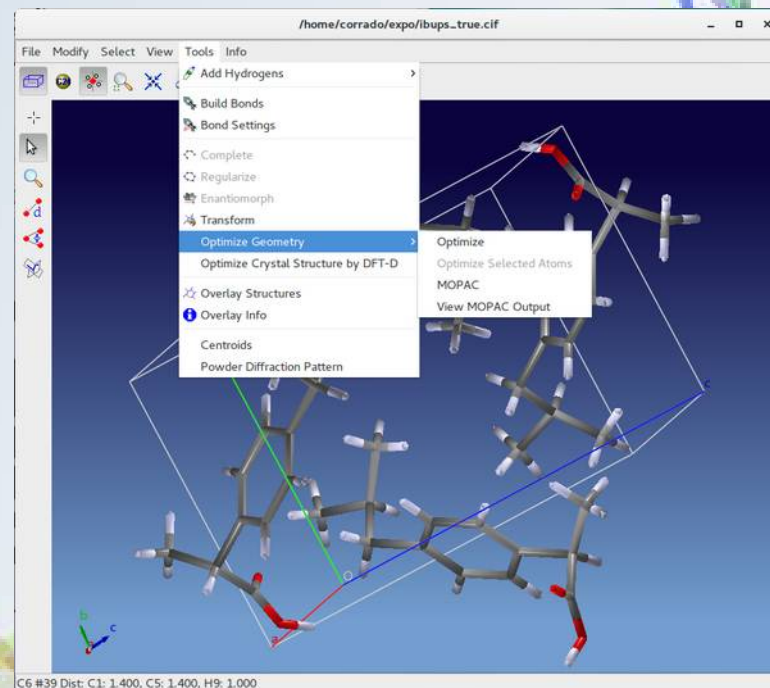 /home/corrado/expo/ibups_true.cif
File Modify Select View Tools Info
Add Hydrogens
Build Bonds
Bond Settings
Complete
Regularize
Enantiomorph
Transform
Optimize Geometry
Optimize Crystal Structure by DFT-D
Overlay Structures
Overlay Info
Centroids
Powder Diffraction Pattern
Optimize
Optimize Selected Atoms
MOPAC
View MOPAC Output
d
c
O
a
b
c
a
C6 #39 Dist: C1: 1.400, C5: 1.400, H9: 1.000